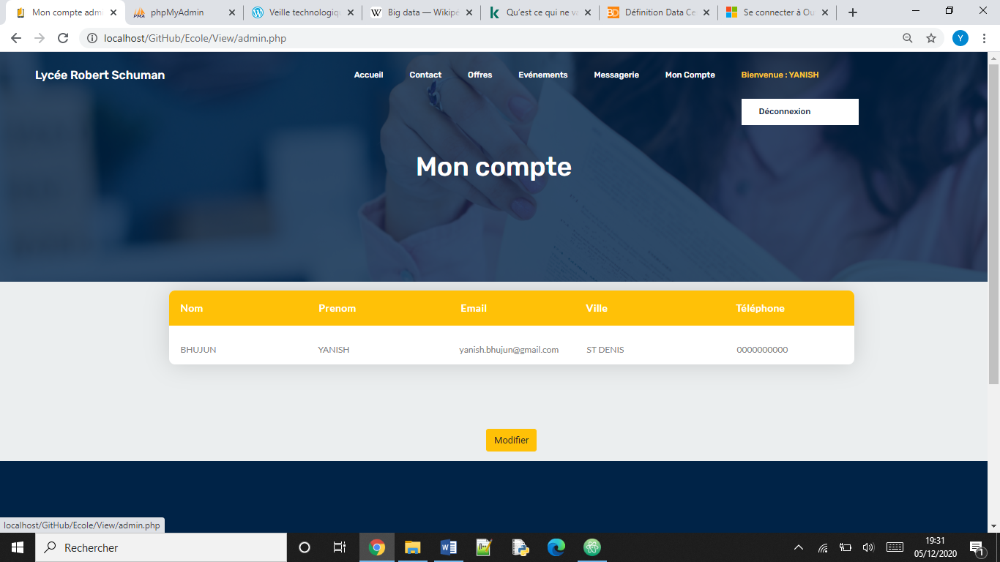 Mon compte adm
phpMyAdmin
Veille technologiqu
Big data — Wikipé
Qu'est ce qui ne va
Définition Data Ce
Se connecter à Ou
localhost/GitHub/Ecole/View/admin.php
Y
Lycée Robert Schuman
Accueil
Contact
Offres
Evénements
Messagerie
Mon Compte
Bienvenue : YANISH
Déconnexion
Mon compte
Nom Prenom Email Ville Téléphone
BHUJUN YANISH yanish.bhujun@gmail.com ST DENIS 0000000000
Modifier
localhost/GitHub/Ecole/View/admin.php
Rechercher
19:31
05/12/2020
1